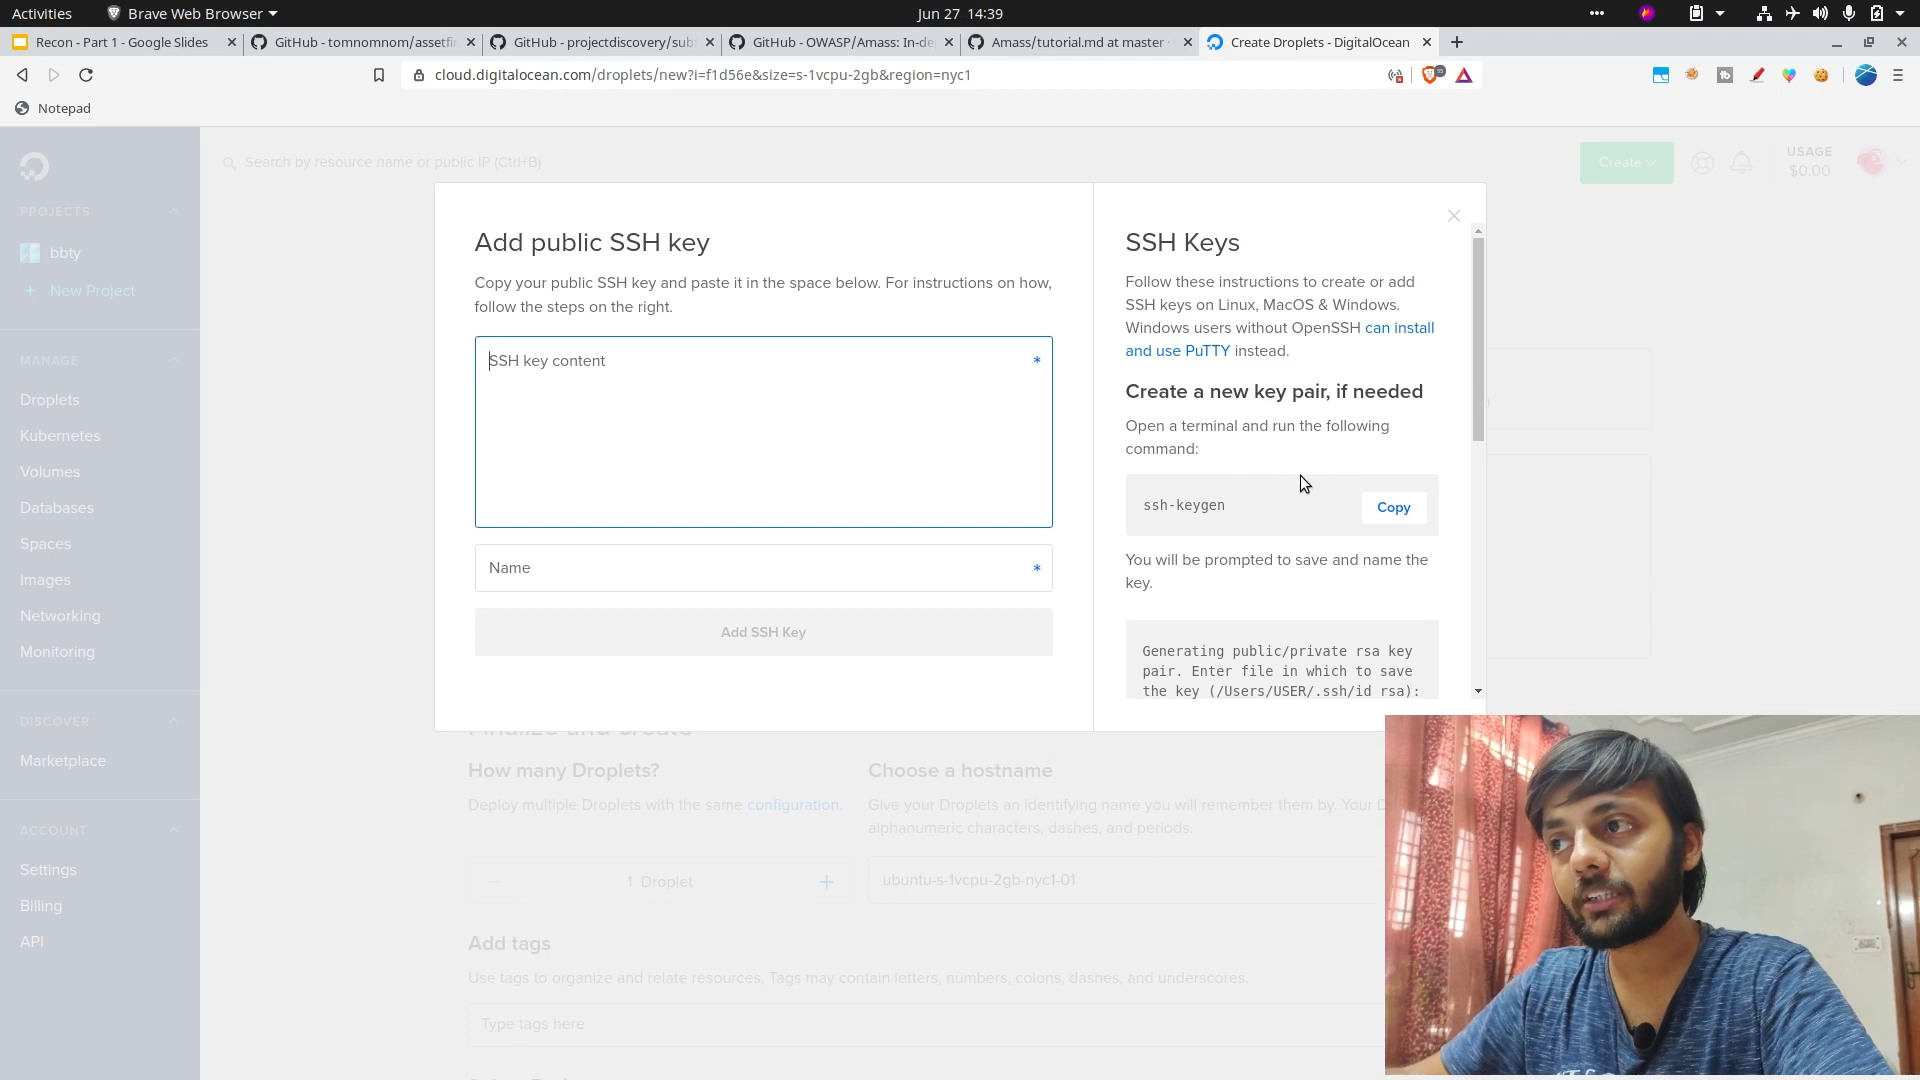 Activities
Brave Web Browser
Jun 27 14:39
Recon - Part 1 - Google Slides
GitHub - tomnomnom/assetfi
GitHub - projectdiscovery/sub
GitHub - OWASP/Amass: In-de
Amass/tutorial.md at master ·
Create Droplets - DigitalOcean
cloud.digitalocean.com/droplets/new?i=f1d56e&size=s-1vcpu-2gb&region=nyc1
Notepad
Search by resource name or public IP (Ctrl+B)
Create
USAGE
$0.00
PROJECTS
bbty
+ New Project
MANAGE
Droplets
Kubernetes
Volumes
Databases
Spaces
Images
Networking
Monitoring
DISCOVER
Marketplace
ACCOUNT
Settings
Billing
API
Add public SSH key
Copy your public SSH key and paste it in the space below. For instructions on how,
follow the steps on the right.
SSH key content *
Name *
Add SSH Key
SSH Keys
Follow these instructions to create or add
SSH keys on Linux, MacOS & Windows.
Windows users without OpenSSH can install
and use PuTTY instead.
Create a new key pair, if needed
Open a terminal and run the following
command:
ssh-keygen
Copy
You will be prompted to save and name the
key.
Generating public/private rsa key
pair. Enter file in which to save
the key (/Users/USER/.ssh/id_rsa):
Finalize and create
How many Droplets?
Deploy multiple Droplets with the same configuration.
1 Droplet
Choose a hostname
Give your Droplets an identifying name you will remember them by. Your D
alphanumeric characters, dashes, and periods.
ubuntu-s-1vcpu-2gb-nyc1-01
Add tags
Use tags to organize and relate resources. Tags may contain letters, numbers, colons, dashes, and underscores.
Type tags here